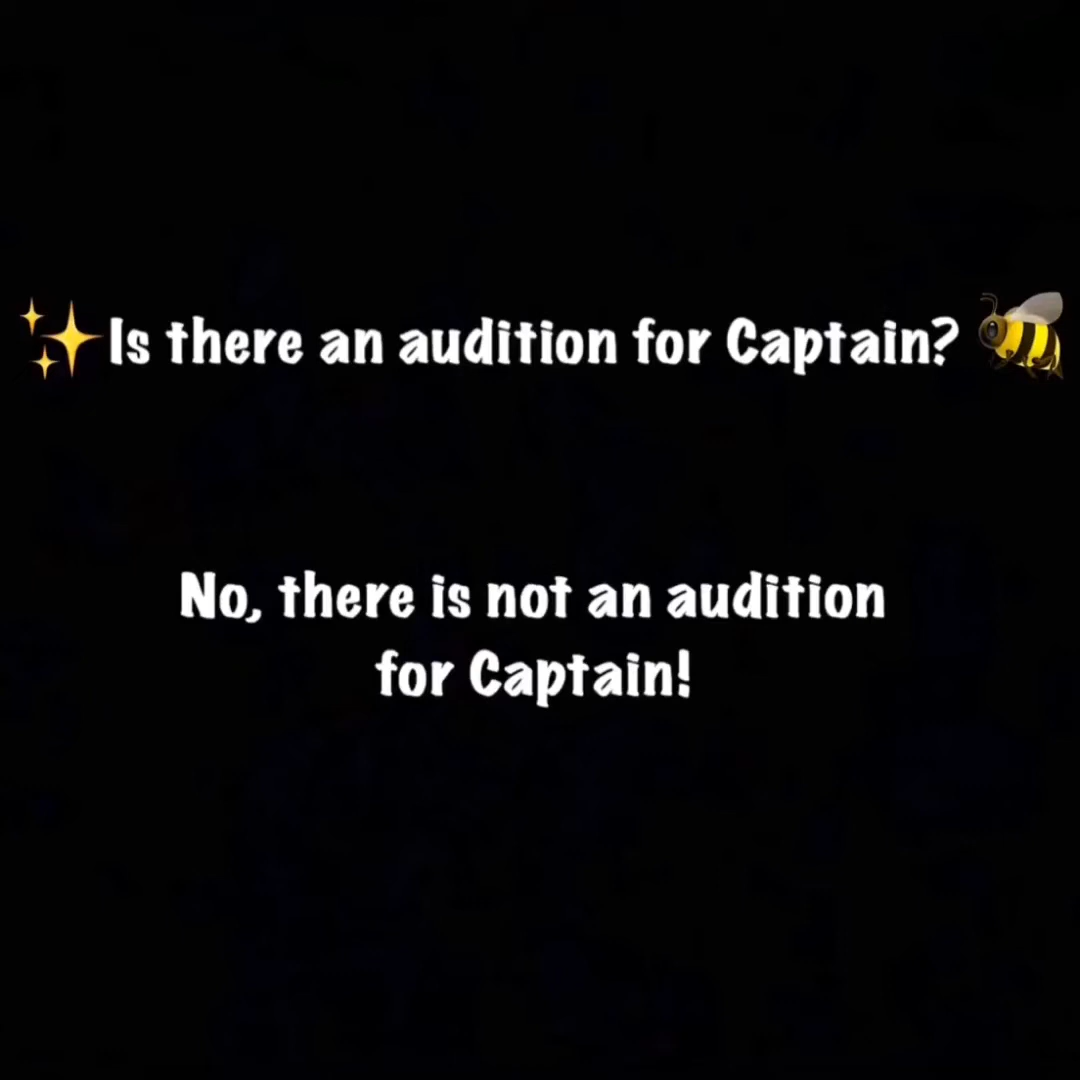 ✨Is there an audition for Captain? 🐝
No, there is not an audition
for Captain!